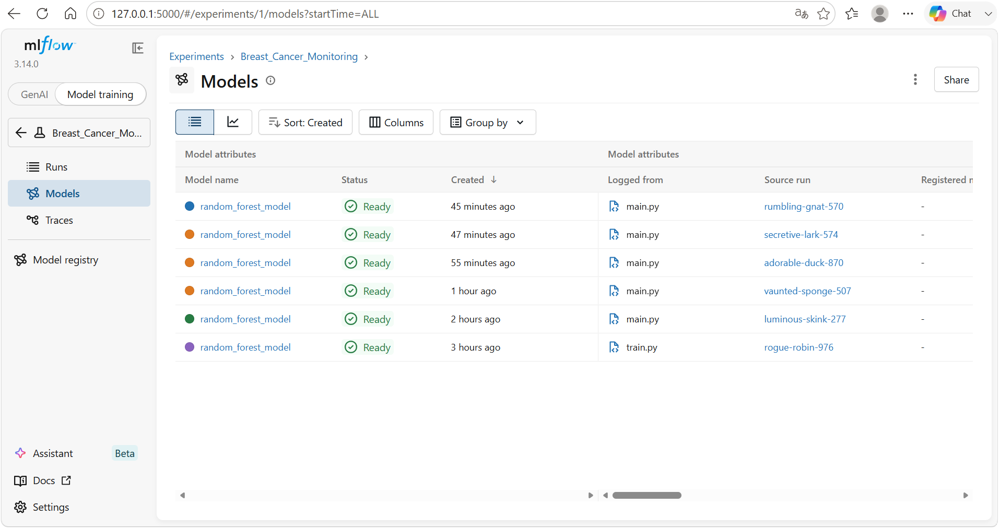 127.0.0.1:5000/#/experiments/1/models?startTime=ALL
Chat
mlflow
3.14.0
GenAI
Model training
Breast_Cancer_Mo...
Runs
Models
Traces
Model registry
Assistant
Beta
Docs
Settings
Experiments › Breast_Cancer_Monitoring ›
Models
Share
Sort: Created
Columns
Group by
Model attributes Model attributes
Model name Status Created Logged from Source run Registered m
random_forest_model Ready 45 minutes ago main.py rumbling-gnat-570 -
random_forest_model Ready 47 minutes ago main.py secretive-lark-574 -
random_forest_model Ready 55 minutes ago main.py adorable-duck-870 -
random_forest_model Ready 1 hour ago main.py vaunted-sponge-507 -
random_forest_model Ready 2 hours ago main.py luminous-skink-277 -
random_forest_model Ready 3 hours ago train.py rogue-robin-976 -